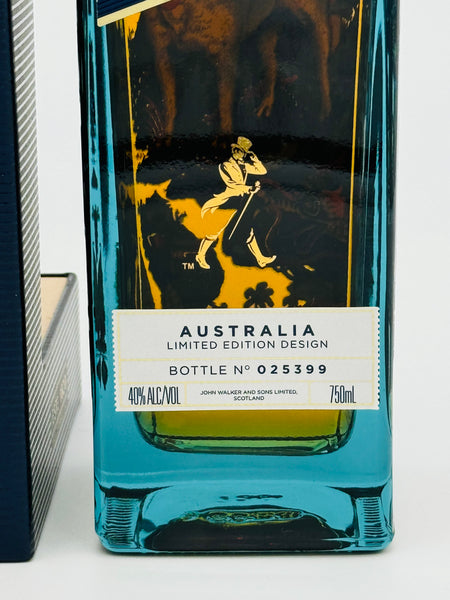 TM
AUSTRALIA
LIMITED EDITION DESIGN
BOTTLE Nº 025399
40% ALC/VOL
JOHN WALKER AND SONS LIMITED,
SCOTLAND
750mL